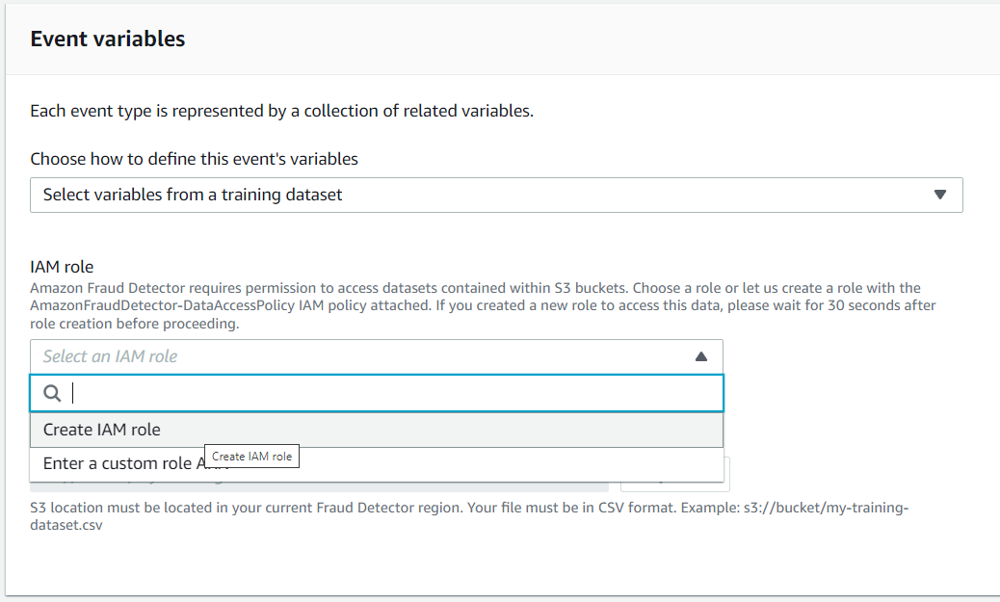 Event variables
Each event type is represented by a collection of related variables.
Choose how to define this event's variables
Select variables from a training dataset
IAM role
Amazon Fraud Detector requires permission to access datasets contained within S3 buckets. Choose a role or let us create a role with the
AmazonFraudDetector-DataAccessPolicy IAM policy attached. If you created a new role to access this data, please wait for 30 seconds after
role creation before proceeding.
Select an IAM role
Create IAM role
Enter a custom role
Create IAM role
S3 location must be located in your current Fraud Detector region. Your file must be in CSV format. Example: s3://bucket/my-training-
dataset.csv